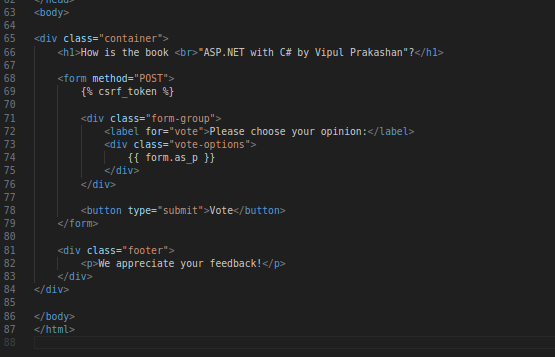 62 </head>
63 <body>
64
65 <div class="container">
66     <h1>How is the book <br>"ASP.NET with C# by Vipul Prakashan"?</h1>
67
68     <form method="POST">
69         {% csrf_token %}
70
71         <div class="form-group">
72             <label for="vote">Please choose your opinion:</label>
73             <div class="vote-options">
74                 {{ form.as_p }}
75             </div>
76         </div>
77
78         <button type="submit">Vote</button>
79     </form>
80
81     <div class="footer">
82         <p>We appreciate your feedback!</p>
83     </div>
84 </div>
85
86 </body>
87 </html>
88